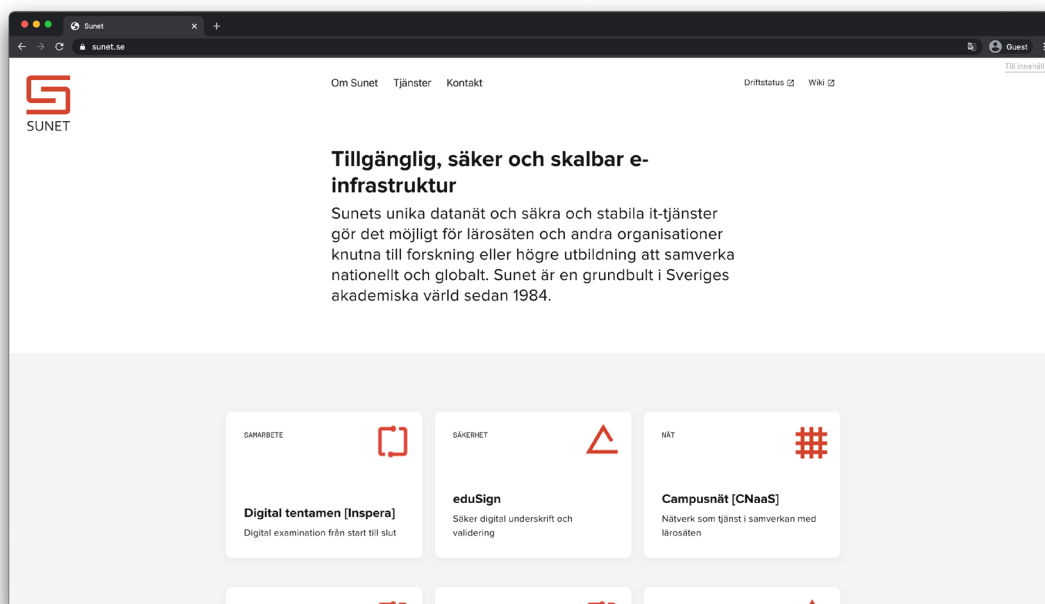 Sunet
sunet.se
Guest
Till innehåll
SUNET
Om Sunet Tjänster Kontakt
Driftstatus Wiki
Tillgänglig, säker och skalbar e-
infrastruktur
Sunets unika datanät och säkra och stabila it-tjänster
gör det möjligt för lärosäten och andra organisationer
knutna till forskning eller högre utbildning att samverka
nationellt och globalt. Sunet är en grundbult i Sveriges
akademiska värld sedan 1984.
SAMARBETE
Digital tentamen [Inspera]
Digital examination från start till slut
SÄKERHET
eduSign
Säker digital underskrift och
validering
NÄT
Campusnät [CNaaS]
Nätverk som tjänst i samverkan med
lärosäten